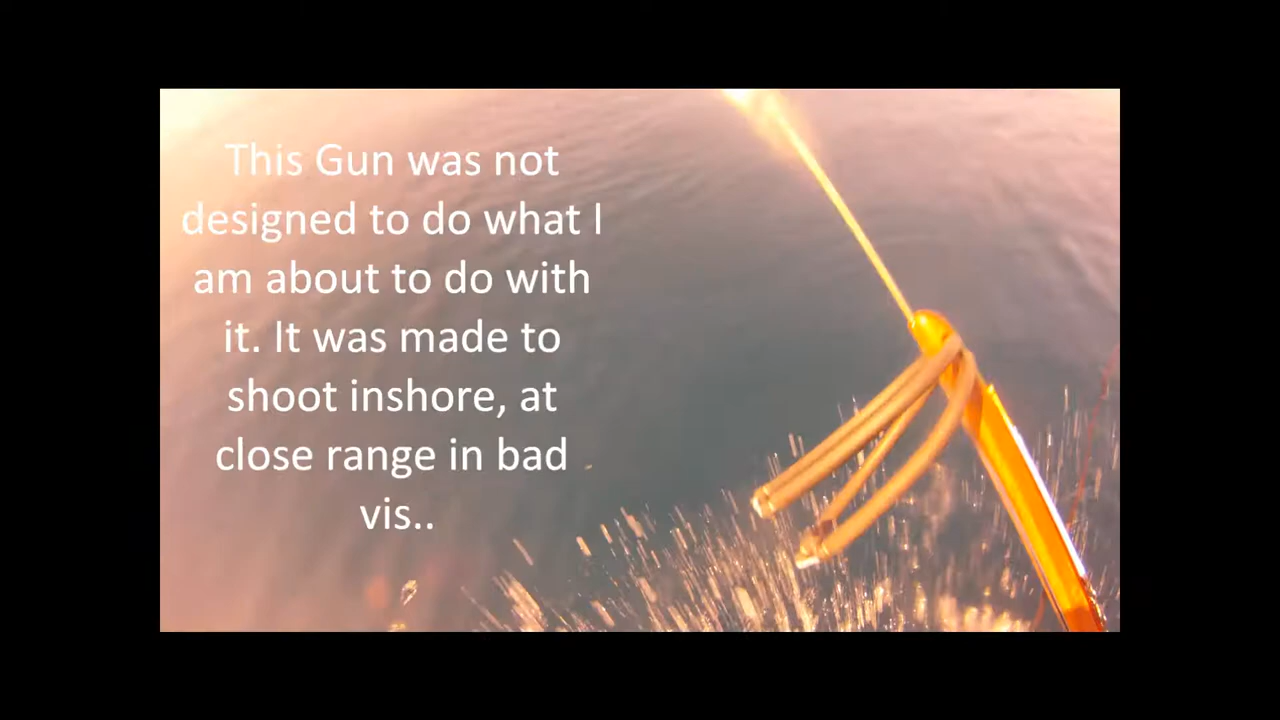 This Gun was not
designed to do what I
am about to do with
it. It was made to
shoot inshore, at
close range in bad
vis..